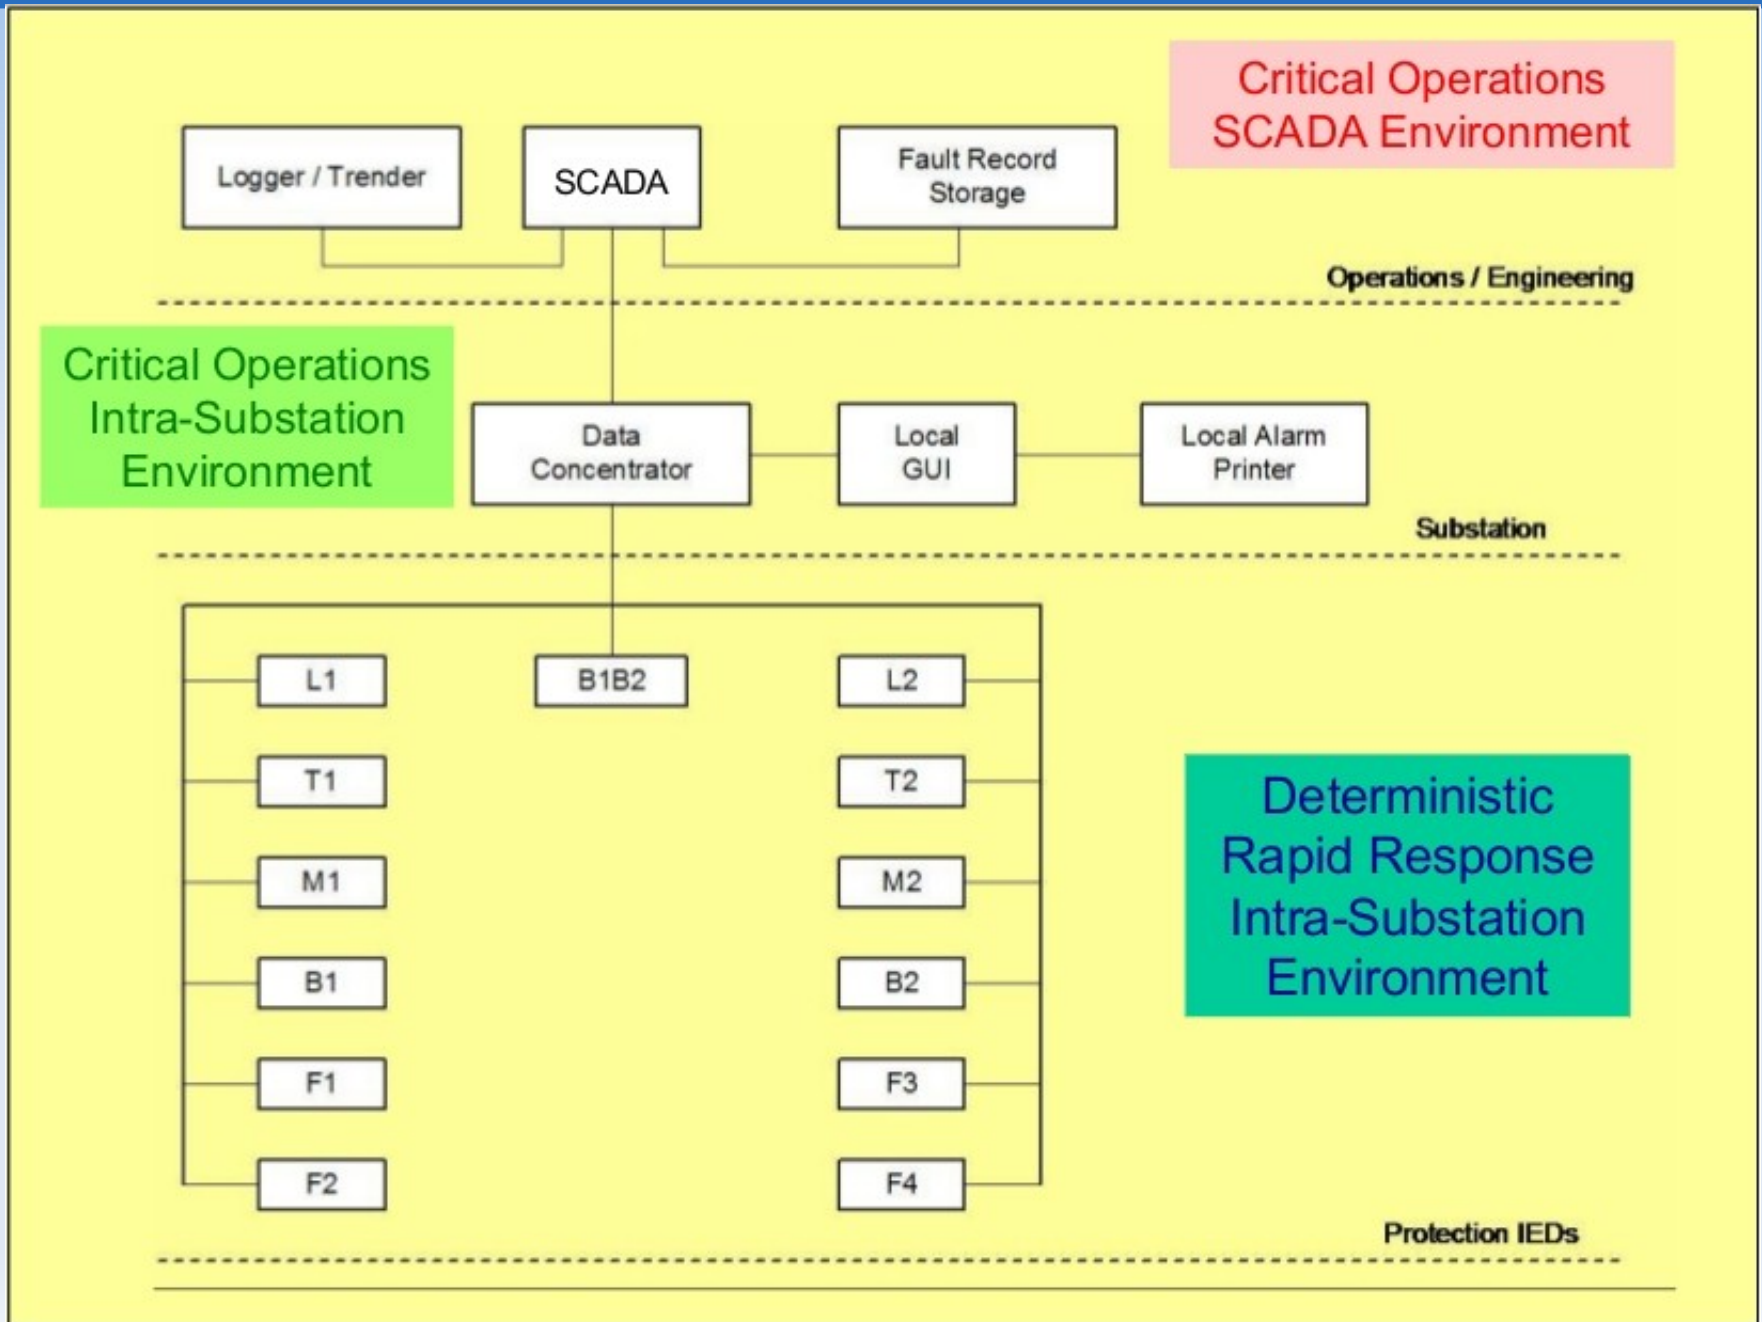 Critical Operations
SCADA Environment
Logger / Trender
SCADA
Fault Record
Storage
Operations / Engineering
Critical Operations
Intra-Substation
Environment
Data
Concentrator
Local
GUI
Local Alarm
Printer
Substation
L1
B1B2
L2
T1
T2
M1
M2
B1
B2
F1
F3
F2
F4
Deterministic
Rapid Response
Intra-Substation
Environment
Protection IEDs